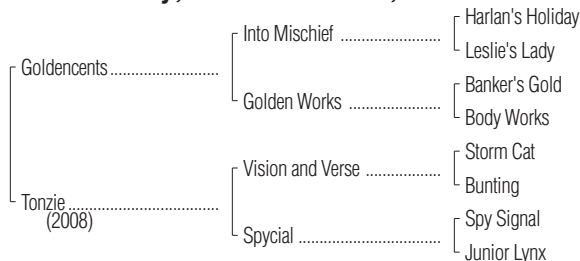 Harlan's Holiday
Into Mischief
Leslie's Lady
Goldencents
Banker's Gold
Golden Works
Body Works
Storm Cat
Vision and Verse
Bunting
Tonzie
(2008)
Spy Signal
Spycial
Junior Lynx